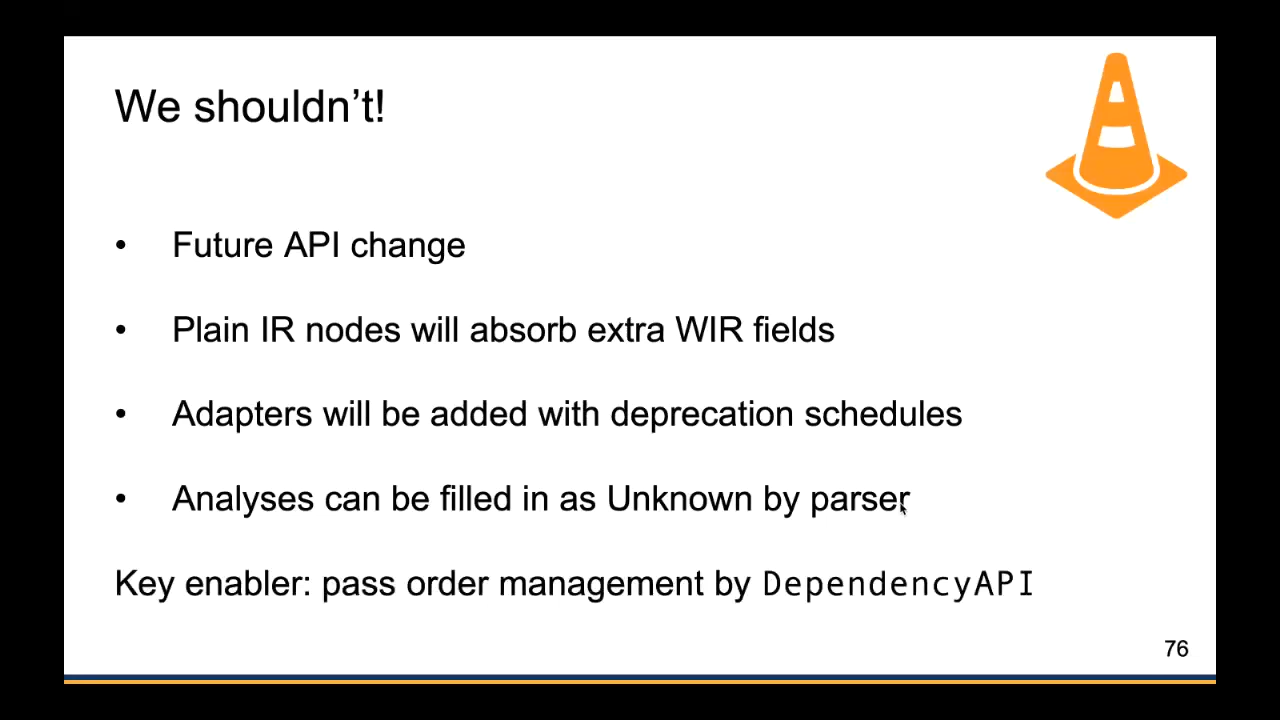 We shouldn’t!
• Future API change
• Plain IR nodes will absorb extra WIR fields
• Adapters will be added with deprecation schedules
• Analyses can be filled in as Unknown by parser
Key enabler: pass order management by DependencyAPI
76